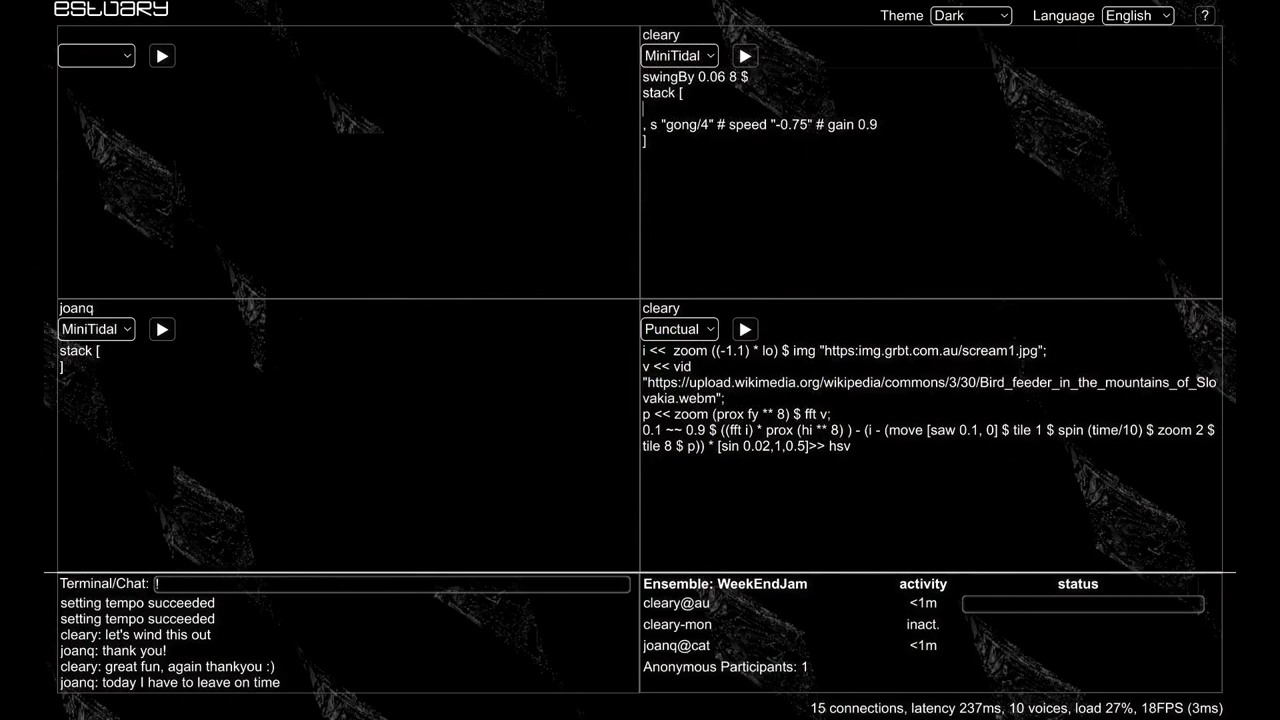 estuary
Theme Dark Language English ?
cleary
MiniTidal
swingBy 0.06 8 $
stack [
, s "gong/4" # speed "-0.75" # gain 0.9
]
joanq
MiniTidal
stack [
]
cleary
Punctual
i << zoom ((-1.1) * lo) $ img "https:img.grbt.com.au/scream1.jpg";
v << vid
"https://upload.wikimedia.org/wikipedia/commons/3/30/Bird_feeder_in_the_mountains_of_Slo
vakia.webm";
p << zoom (prox fy ** 8) $ fft v;
0.1 ~~ 0.9 $ ((fft i) * prox (hi ** 8) ) - (i - (move [saw 0.1, 0] $ tile 1 $ spin (time/10) $ zoom 2 $
tile 8 $ p)) * [sin 0.02,1,0.5]>> hsv
Terminal/Chat: !
setting tempo succeeded
setting tempo succeeded
cleary: let's wind this out
joanq: thank you!
cleary: great fun, again thankyou :)
joanq: today I have to leave on time
Ensemble: WeekEndJam activity status
cleary@au <1m
cleary-mon inact.
joanq@cat <1m
Anonymous Participants: 1
15 connections, latency 237ms, 10 voices, load 27%, 18FPS (3ms)